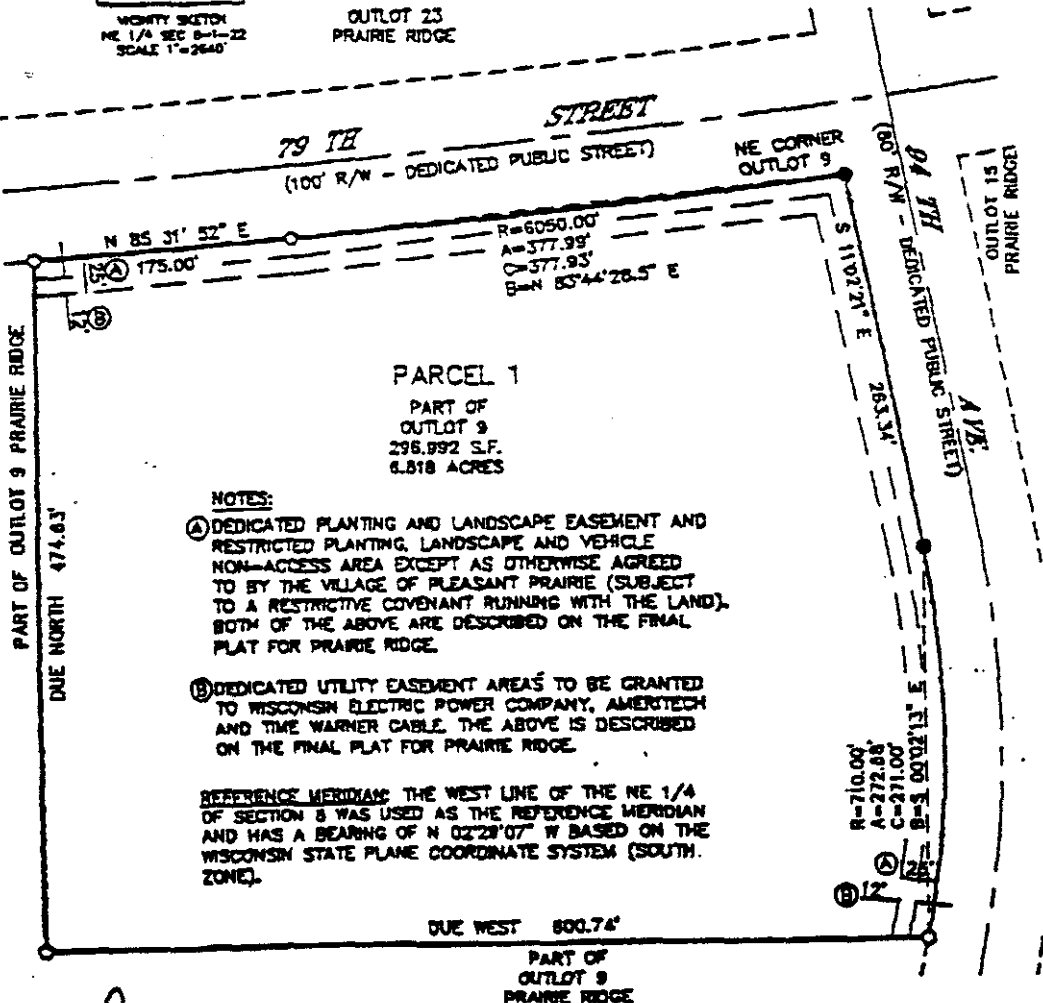 VICINITY SKETCH
NE 1/4 SEC 8-1-22
SCALE 1"=2640'
OUTLOT 23
PRAIRIE RIDGE
79 TH STREET
(100' R/W - DEDICATED PUBLIC STREET)
NE CORNER
OUTLOT 9
(80' R/W - DEDICATED PUBLIC STREET)
94 TH AVE.
OUTLOT 15
PRAIRIE RIDGE
N 85 31' 52" E
175.00'
25'
A
12'
B
R=6050.00'
A=377.99'
C=377.93'
B=N 83°44'26.5" E
S 11°02'21" E
263.34'
PARCEL 1
PART OF
OUTLOT 9
296,992 S.F.
6.818 ACRES
PART OF OUTLOT 9 PRAIRIE RIDGE
DUE NORTH 474.63'
NOTES:
A DEDICATED PLANTING AND LANDSCAPE EASEMENT AND
RESTRICTED PLANTING, LANDSCAPE AND VEHICLE
NON-ACCESS AREA EXCEPT AS OTHERWISE AGREED
TO BY THE VILLAGE OF PLEASANT PRAIRIE (SUBJECT
TO A RESTRICTIVE COVENANT RUNNING WITH THE LAND).
BOTH OF THE ABOVE ARE DESCRIBED ON THE FINAL
PLAT FOR PRAIRIE RIDGE.
B DEDICATED UTILITY EASEMENT AREAS TO BE GRANTED
TO WISCONSIN ELECTRIC POWER COMPANY, AMERITECH
AND TIME WARNER CABLE. THE ABOVE IS DESCRIBED
ON THE FINAL PLAT FOR PRAIRIE RIDGE.
REFERENCE MERIDIAN: THE WEST LINE OF THE NE 1/4
OF SECTION 8 WAS USED AS THE REFERENCE MERIDIAN
AND HAS A BEARING OF N 02°29'07" W BASED ON THE
WISCONSIN STATE PLANE COORDINATE SYSTEM (SOUTH
ZONE).
R=710.00'
A=272.68'
C=271.00'
B=S 00°02'13" E
A 25'
B 12'
DUE WEST 600.74'
PART OF
OUTLOT 9
PRAIRIE RIDGE